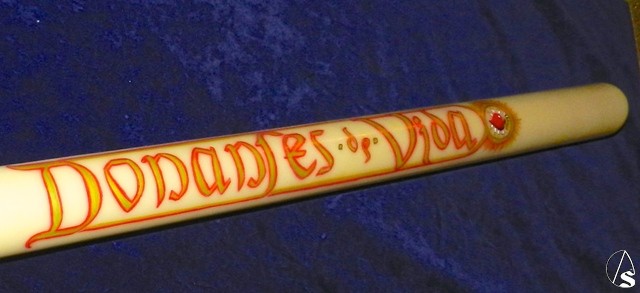 Donantes · de · Vida